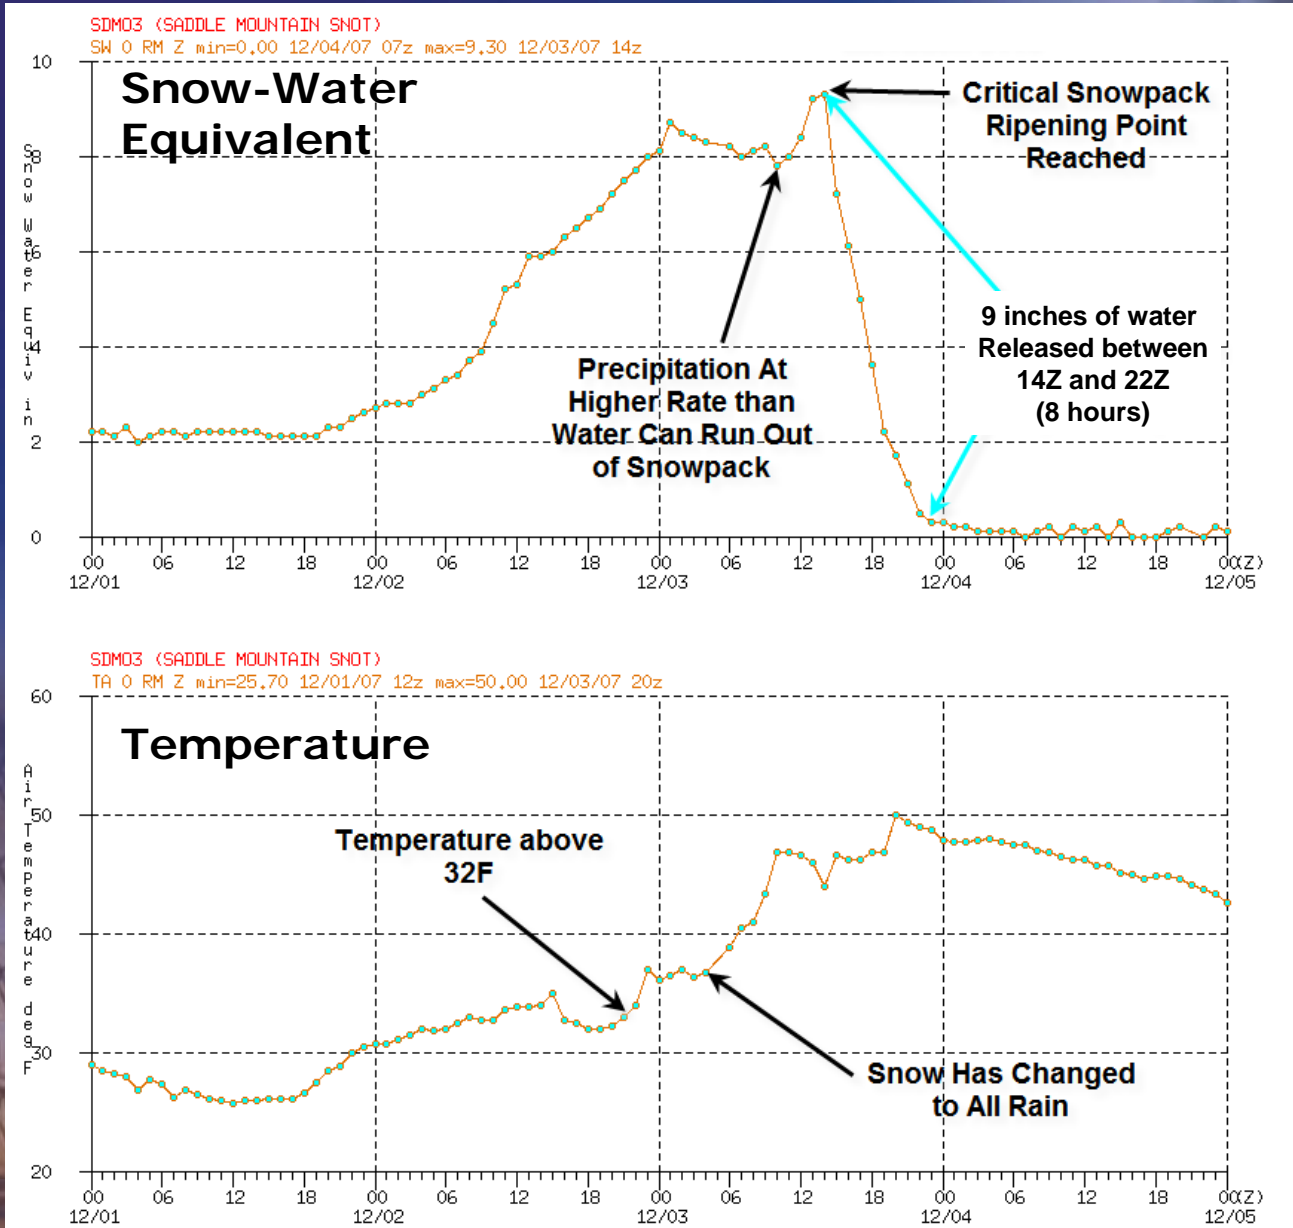 SDMO3 (SADDLE MOUNTAIN SNOT)
SW 0 RM Z min=0.00 12/04/07 07z max=9.30 12/03/07 14z
Snow-Water
Equivalent
Critical Snowpack
Ripening Point
Reached
9 inches of water
Released between
14Z and 22Z
(8 hours)
Precipitation At
Higher Rate than
Water Can Run Out
of Snowpack
Snow Water Equiv in
10
8
6
4
2
0
00 06 12 18 00 06 12 18 00 06 12 18 00 06 12 18 00(Z)
12/01 12/02 12/03 12/04 12/05
SDMO3 (SADDLE MOUNTAIN SNOT)
TA 0 RM Z min=25.70 12/01/07 12z max=50.00 12/03/07 20z
Temperature
Temperature above
32F
Snow Has Changed
to All Rain
Air Temperature deg F
60
50
40
30
20
00 06 12 18 00 06 12 18 00 06 12 18 00 06 12 18 00(Z)
12/01 12/02 12/03 12/04 12/05